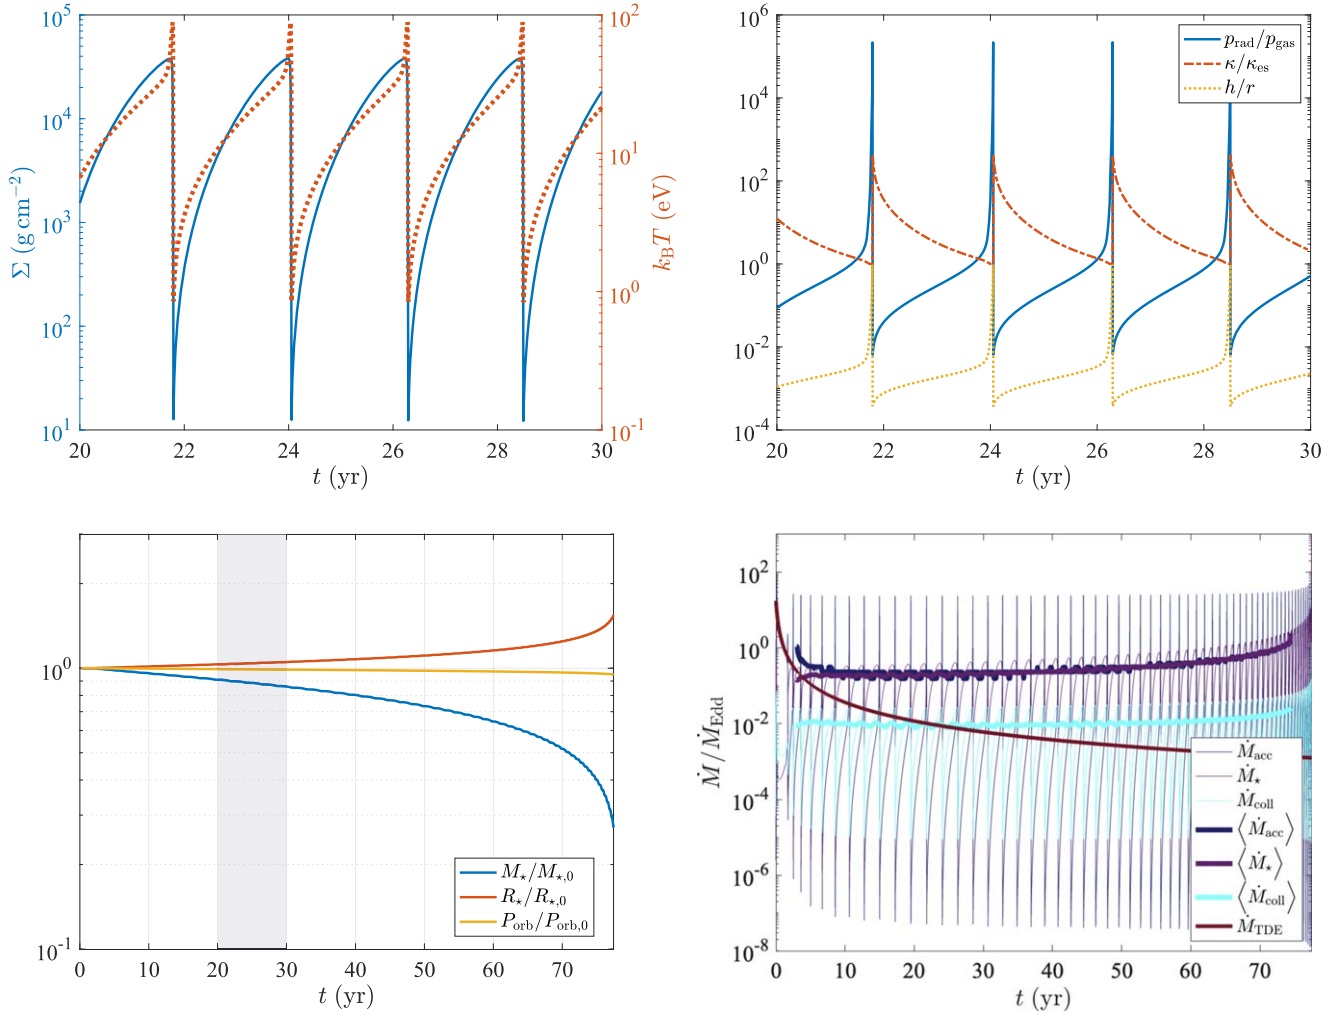 10^5
10^4
10^3
10^2
10^1
Σ (g cm^−2)
20 22 24 26 28 30
t (yr)
10^2
10^1
10^0
10^-1
k_B T (eV)
10^6
10^4
10^2
10^0
10^-2
10^-4
20 22 24 26 28 30
t (yr)
p_rad/p_gas
κ/κ_es
h/r
10^0
10^-1
0 10 20 30 40 50 60 70
t (yr)
M_⋆/M_⋆,0
R_⋆/R_⋆,0
P_orb/P_orb,0
10^2
10^0
10^-2
10^-4
10^-6
10^-8
Ṁ/Ṁ_Edd
0 10 20 30 40 50 60 70
t (yr)
Ṁ_acc
Ṁ_⋆
Ṁ_coll
⟨Ṁ_acc⟩
⟨Ṁ_⋆⟩
⟨Ṁ_coll⟩
Ṁ_TDE